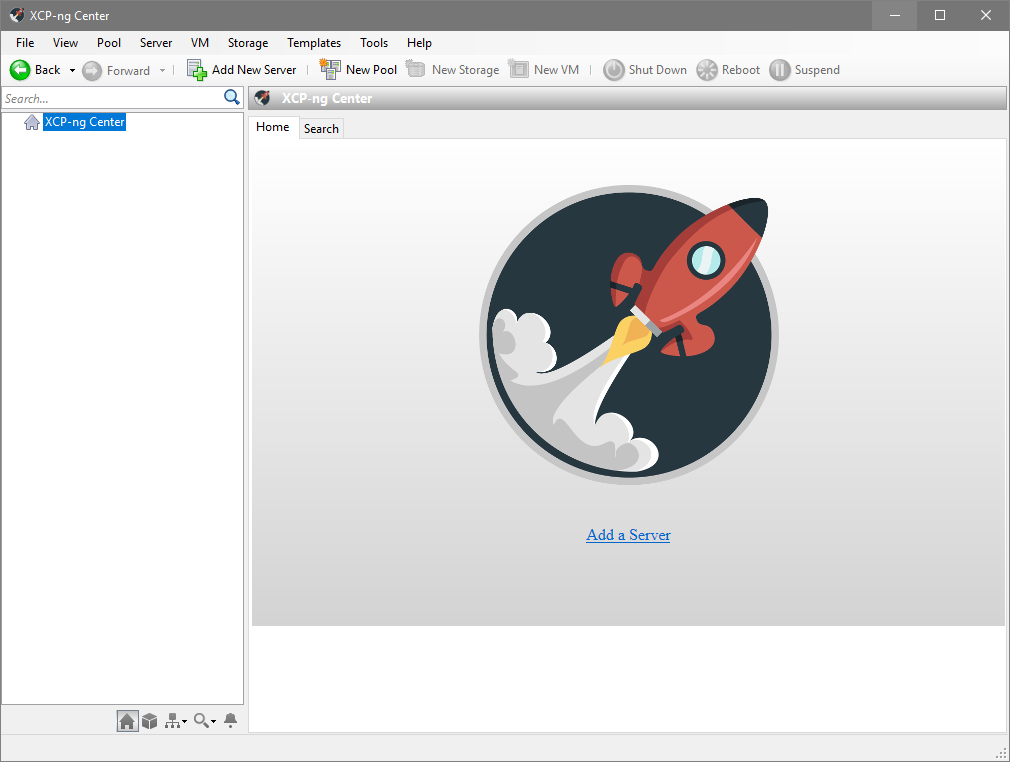 XCP-ng Center
File View Pool Server VM Storage Templates Tools Help
Back Forward Add New Server New Pool New Storage New VM Shut Down Reboot Suspend
Search...
XCP-ng Center
XCP-ng Center
Home Search
Add a Server